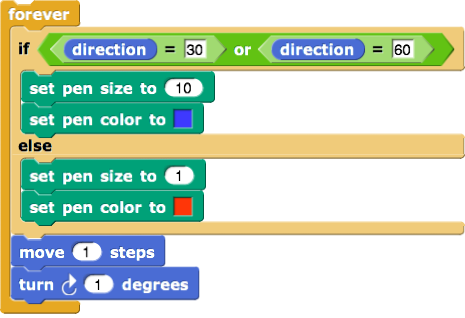 forever
if direction = 30 or direction = 60
set pen size to 10
set pen color to
else
set pen size to 1
set pen color to
move 1 steps
turn 1 degrees